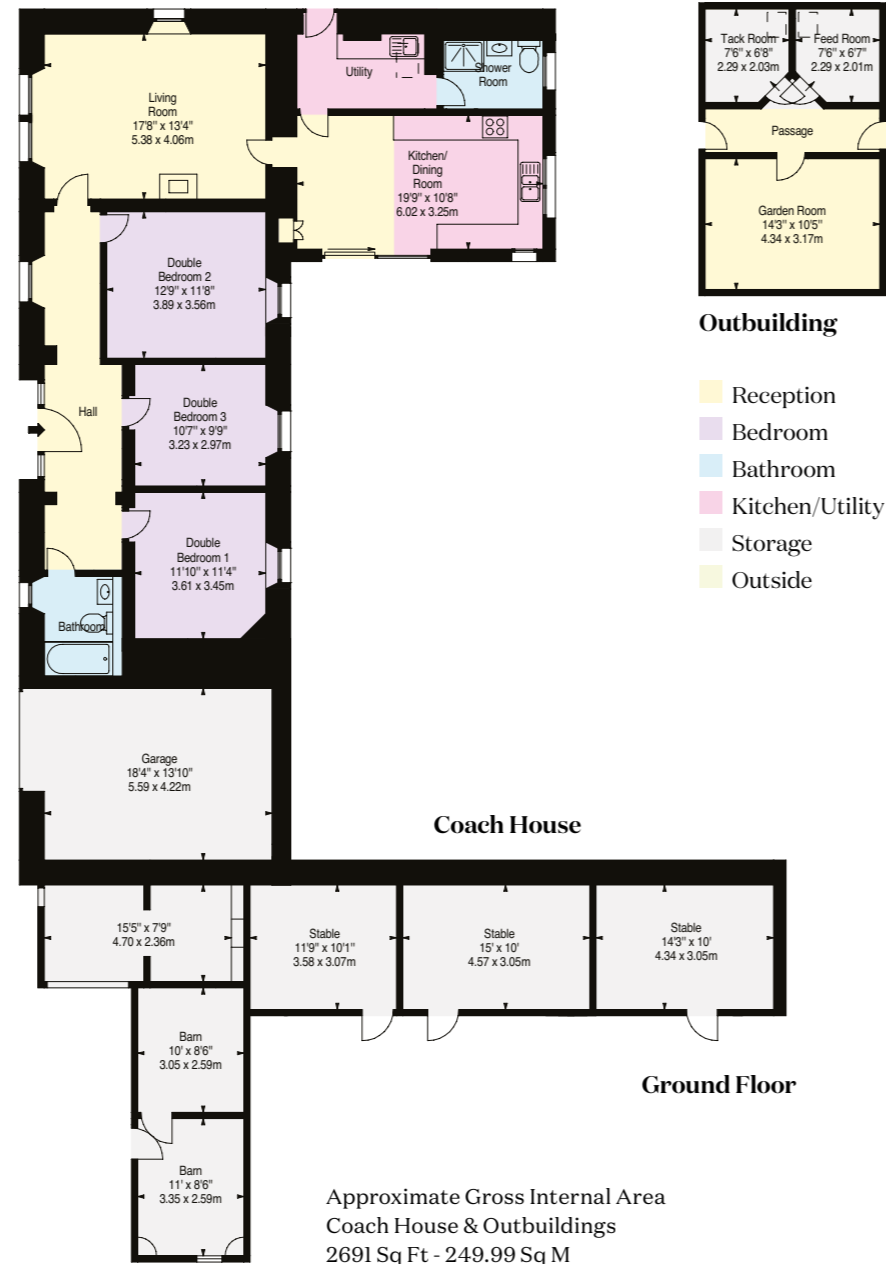 Living
Room
17'8" x 13'4"
5.38 x 4.06m
Utility
Shower
Room
Kitchen/
Dining
Room
19'9" x 10'8"
6.02 x 3.25m
Double
Bedroom 2
12'9" x 11'8"
3.89 x 3.56m
Hall
Double
Bedroom 3
10'7" x 9'9"
3.23 x 2.97m
Double
Bedroom 1
11'10" x 11'4"
3.61 x 3.45m
Bathroom
Garage
18'4" x 13'10"
5.59 x 4.22m
Tack Room
7'6" x 6'8"
2.29 x 2.03m
Feed Room
7'6" x 6'7"
2.29 x 2.01m
Passage
Garden Room
14'3" x 10'5"
4.34 x 3.17m
Outbuilding
Reception
Bedroom
Bathroom
Kitchen/Utility
Storage
Outside
Coach House
15'5" x 7'9"
4.70 x 2.36m
Stable
11'9" x 10'1"
3.58 x 3.07m
Stable
15' x 10'
4.57 x 3.05m
Stable
14'3" x 10'
4.34 x 3.05m
Barn
10' x 8'6"
3.05 x 2.59m
Barn
11' x 8'6"
3.35 x 2.59m
Ground Floor
Approximate Gross Internal Area
Coach House & Outbuildings
2691 Sq Ft - 249.99 Sq M